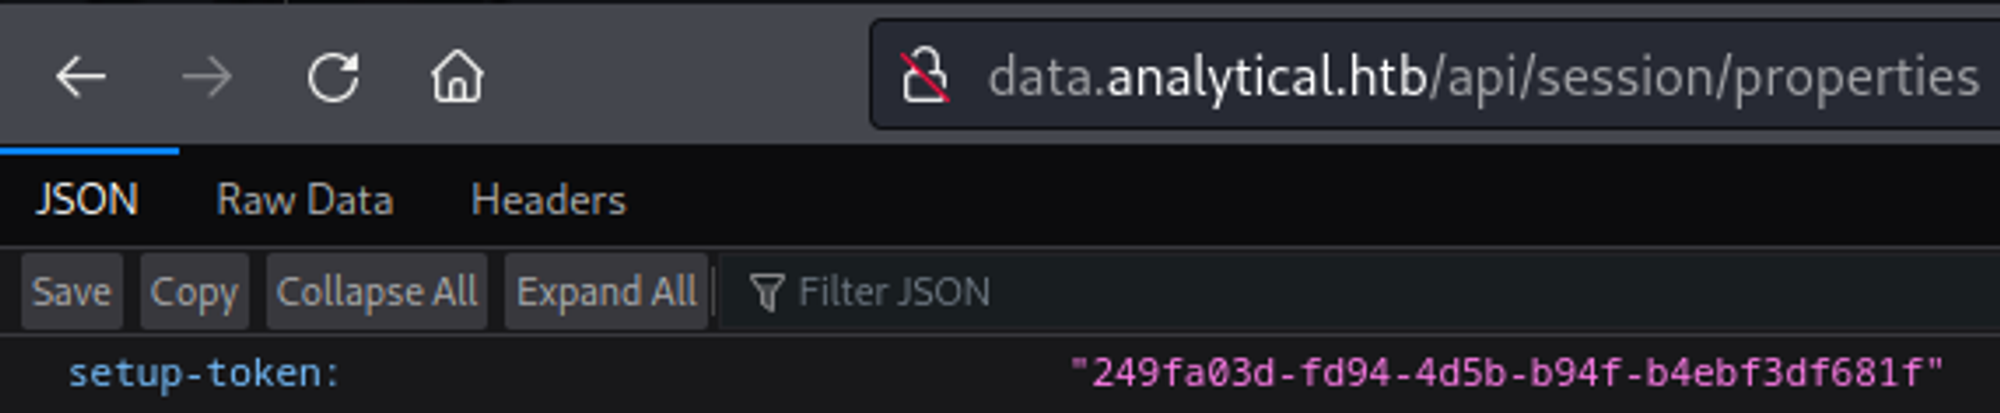 data.analytical.htb/api/session/properties
JSON Raw Data Headers
Save Copy Collapse All Expand All Filter JSON
setup-token: "249fa03d-fd94-4d5b-b94f-b4ebf3df681f"